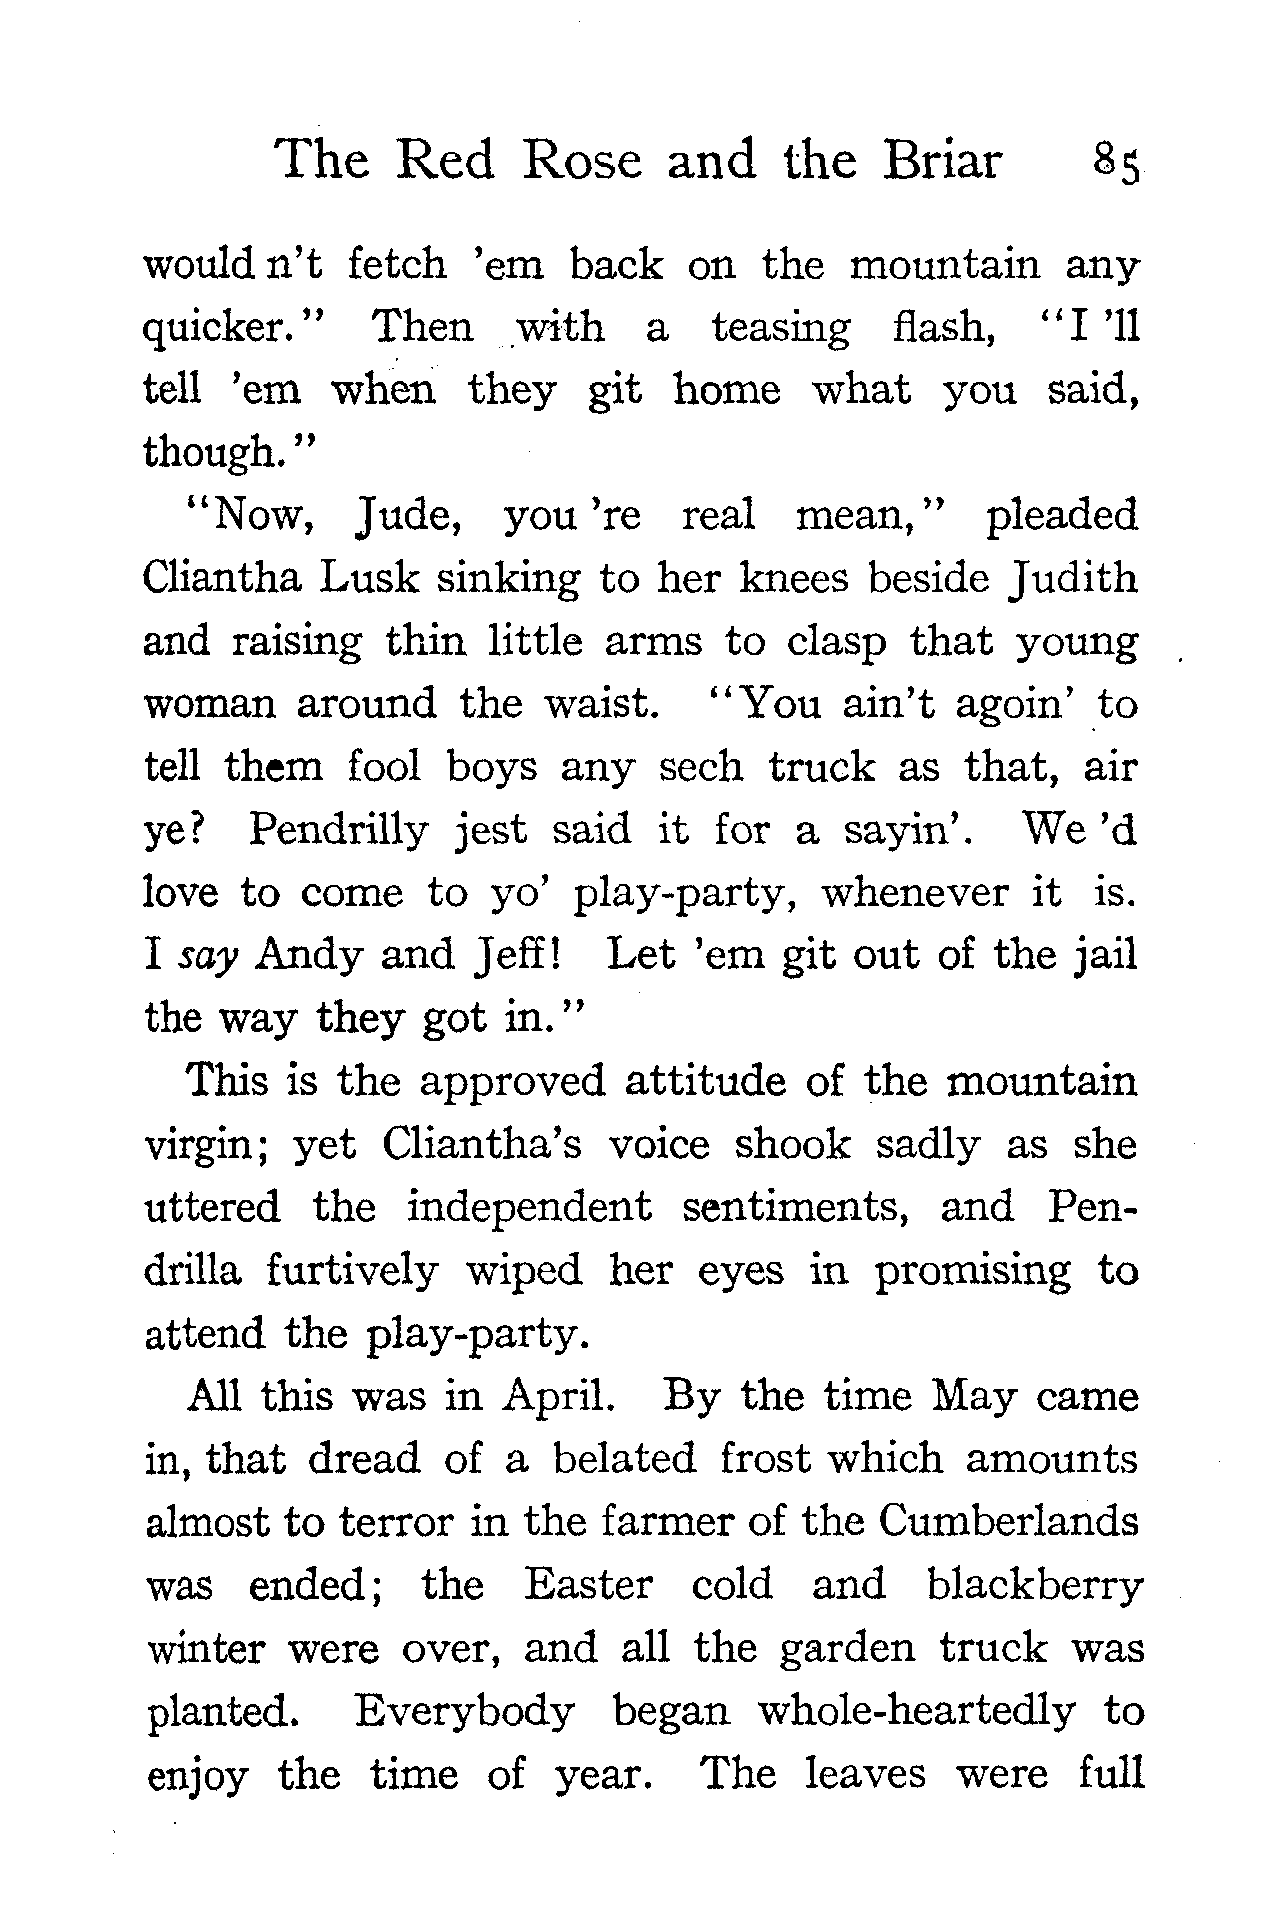 The Red Rose and the Briar 85
would n't fetch 'em back on the mountain any
quicker." Then with a teasing flash, "I 'll
tell 'em when they git home what you said,
though."
"Now, Jude, you 're real mean," pleaded
Cliantha Lusk sinking to her knees beside Judith
and raising thin little arms to clasp that young
woman around the waist. "You ain't agoin' to
tell them fool boys any sech truck as that, air
ye? Pendrilly jest said it for a sayin'. We 'd
love to come to yo' play-party, whenever it is.
I say Andy and Jeff! Let 'em git out of the jail
the way they got in."
This is the approved attitude of the mountain
virgin; yet Cliantha's voice shook sadly as she
uttered the independent sentiments, and Pen-
drilla furtively wiped her eyes in promising to
attend the play-party.
All this was in April. By the time May came
in, that dread of a belated frost which amounts
almost to terror in the farmer of the Cumberlands
was ended; the Easter cold and blackberry
winter were over, and all the garden truck was
planted. Everybody began whole-heartedly to
enjoy the time of year. The leaves were full